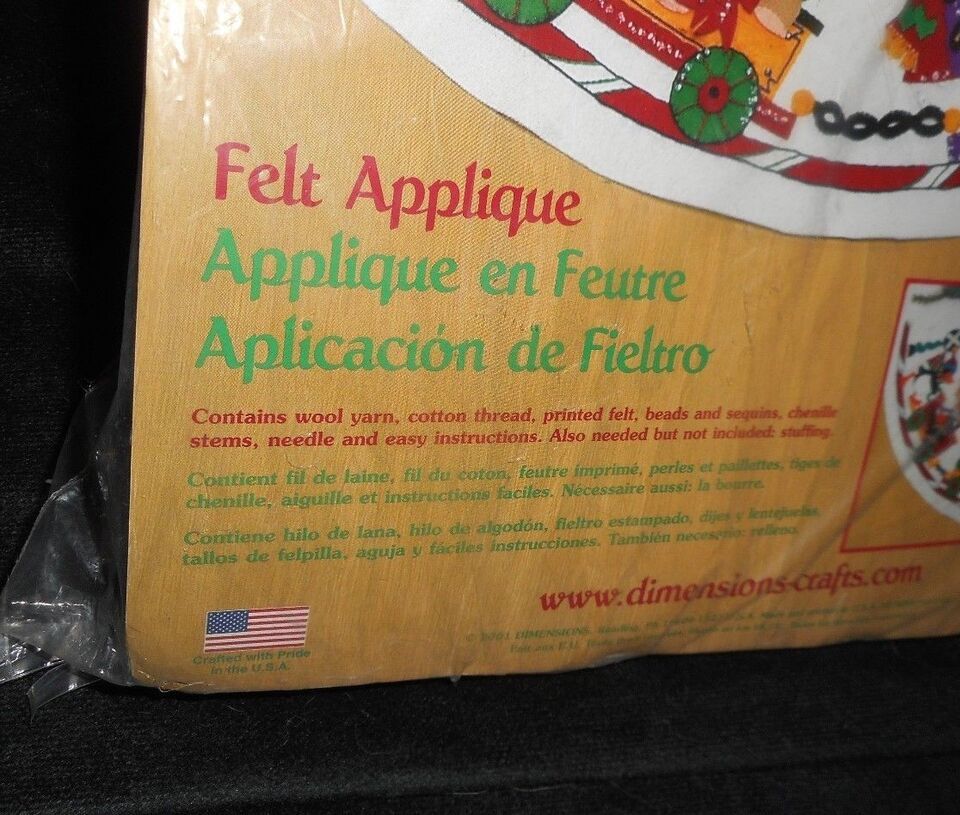 Felt Applique
Applique en Feutre
Aplicación de Fieltro
Contains wool yarn, cotton thread, printed felt, beads and sequins, chenille
stems, needle and easy instructions. Also needed but not included: stuffing.
Contient fil de laine, fil du coton, feutre imprimé, perles et paillettes, tiges de
chenille, aiguille et instructions faciles. Nécessaire aussi: la bourre.
Contiene hilo de lana, hilo de algodón, fieltro estampado, dijes y lentejuelas,
tallos de felpilla, aguja y fáciles instrucciones. También necesario: relleno.
www.dimensions-crafts.com
Crafted with Pride
in the U.S.A.
© 2001 DIMENSIONS, Reading, PA